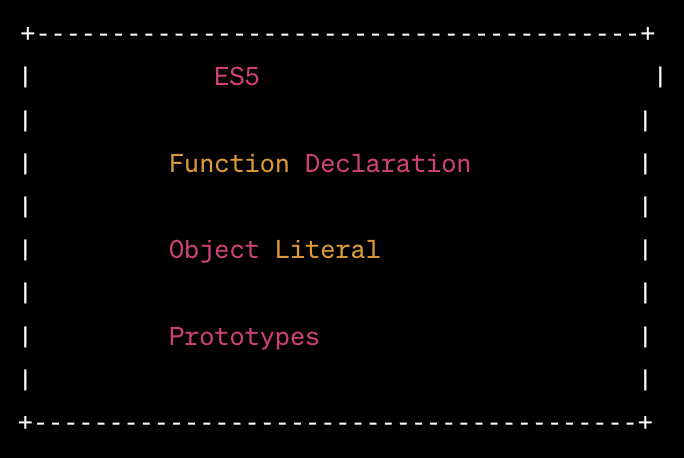 +----------------------------------------+
|            ES5                          |
|                                        |
|         Function Declaration           |
|                                        |
|         Object Literal                 |
|                                        |
|         Prototypes                     |
|                                        |
+----------------------------------------+